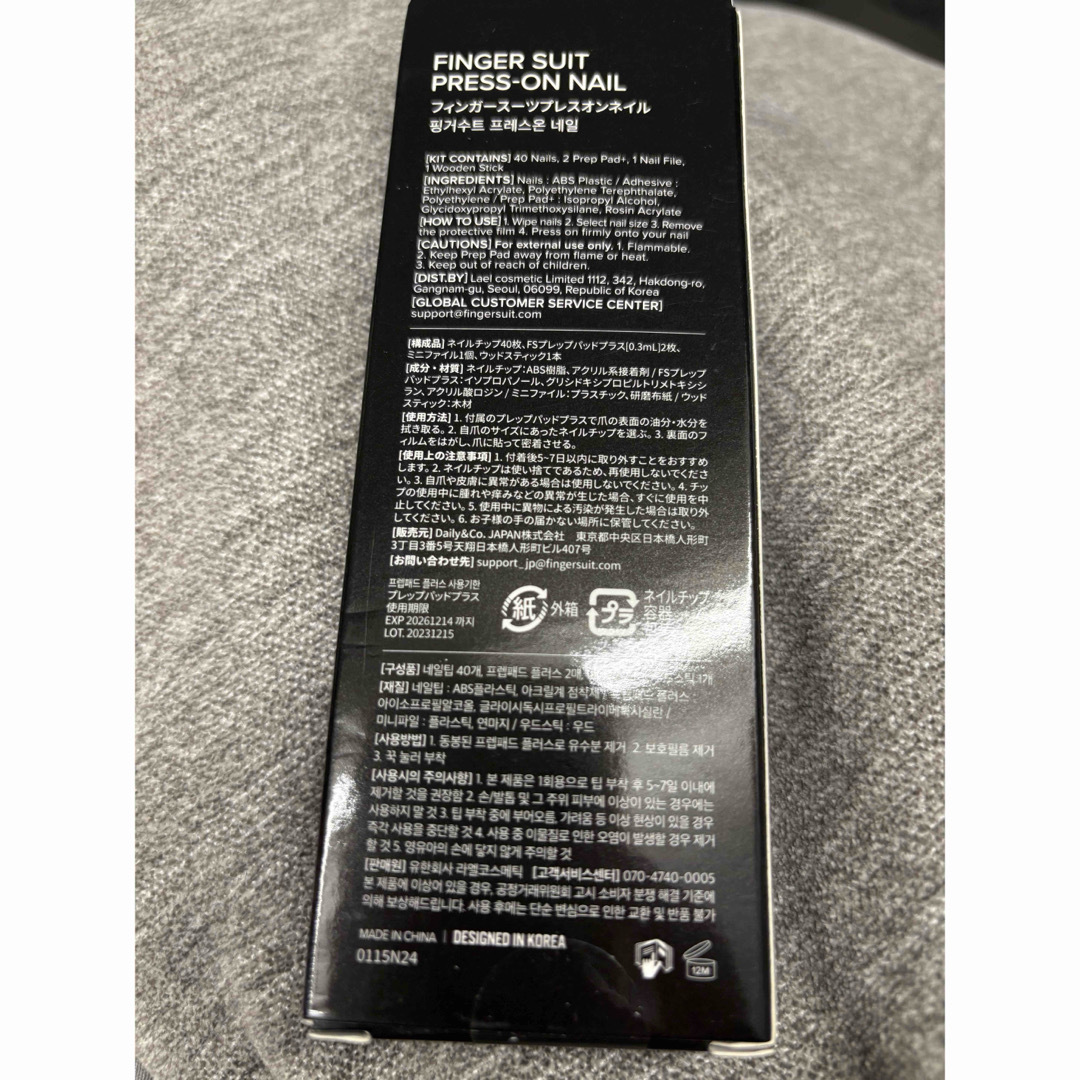 FINGER SUIT
PRESS-ON NAIL
フィンガースーツプレスオンネイル
핑거수트 프레스온 네일
[KIT CONTAINS] 40 Nails, 2 Prep Pad+, 1 Nail File,
1 Wooden Stick
[INGREDIENTS] Nails : ABS Plastic / Adhesive :
Ethylhexyl Acrylate, Polyethylene Terephthalate,
Polyethylene / Prep Pad+ : Isopropyl Alcohol,
Glycidoxypropyl Trimethoxysilane, Rosin Acrylate
[HOW TO USE] 1. Wipe nails 2. Select nail size 3. Remove
the protective film 4. Press on firmly onto your nail
[CAUTIONS] For external use only. 1. Flammable.
2. Keep Prep Pad away from flame or heat.
3. Keep out of reach of children.
[DIST.BY] Lael cosmetic Limited 1112, 342, Hakdong-ro,
Gangnam-gu, Seoul, 06099, Republic of Korea
[GLOBAL CUSTOMER SERVICE CENTER]
support@fingersuit.com
[構成品] ネイルチップ40枚、FSプレップパッドプラス[0.3mL]2枚、
ミニファイル1個、ウッドスティック1本
[成分・材質] ネイルチップ：ABS樹脂、アクリル系接着剤 / FSプレップ
パッドプラス：イソプロパノール、グリシドキシプロピルトリメトキシシ
ラン、アクリル酸ロジン / ミニファイル：プラスチック、研磨布紙 / ウッド
スティック：木材
[使用方法] 1. 付属のプレップパッドプラスで爪の表面の油分・水分を
拭き取る。2. 自爪のサイズにあったネイルチップを選ぶ。3. 裏面のフ
ィルムをはがし、爪に貼って密着させる。
[使用上の注意事項] 1. 付着後5~7日以内に取り外すことをおすすめ
します。2. ネイルチップは使い捨てであるため、再使用しないでくださ
い。3. 自爪や皮膚に異常がある場合は使用しないでください。4. チッ
プの使用中に腫れや痒みなどの異常が生じた場合、すぐに使用を中
止してください。5. 使用中に異物による汚染が発生した場合は取り外
してください。6. お子様の手の届かない場所に保管してください。
[販売元] Daily&Co. JAPAN株式会社 東京都中央区日本橋人形町
3丁目3番5号天翔日本橋人形町ビル407号
[お問い合わせ先] support_jp@fingersuit.com
프렙패드 플러스 사용기한
プレップパッドプラス
使用期限
EXP 20261214 까지
LOT. 20231215
紙 外箱
プラ ネイルチップ
容器
[구성품] 네일팁 40개, 프렙패드 플러스 2매
[재질] 네일팁 : ABS플라스틱, 아크릴계 점착제 / 프렙패드 플러스
아이소프로필알코올, 글라이시독시프로필트라이메톡시실란 /
미니파일 : 플라스틱, 연마지 / 우드스틱 : 우드
[사용방법] 1. 동봉된 프렙패드 플러스로 유수분 제거 2. 보호필름 제거
3. 꾹 눌러 부착
[사용시의 주의사항] 1. 본 제품은 1회용으로 팁 부착 후 5~7일 이내에
제거할 것을 권장함 2. 손/발톱 및 그 주위 피부에 이상이 있는 경우에는
사용하지 말 것 3. 팁 부착 중에 부어오름, 가려움 등 이상 현상이 있을 경우
즉각 사용을 중단할 것 4. 사용 중 이물질로 인한 오염이 발생할 경우 제거
할 것 5. 영유아의 손에 닿지 않게 주의할 것
[판매원] 유한회사 라엘코스메틱 [고객서비스센터] 070-4740-0005
본 제품에 이상이 있을 경우, 공정거래위원회 고시 소비자 분쟁 해결 기준에
의해 보상해드립니다. 사용 후에는 단순 변심으로 인한 교환 및 반품 불가
MADE IN CHINA | DESIGNED IN KOREA
0115N24
12M